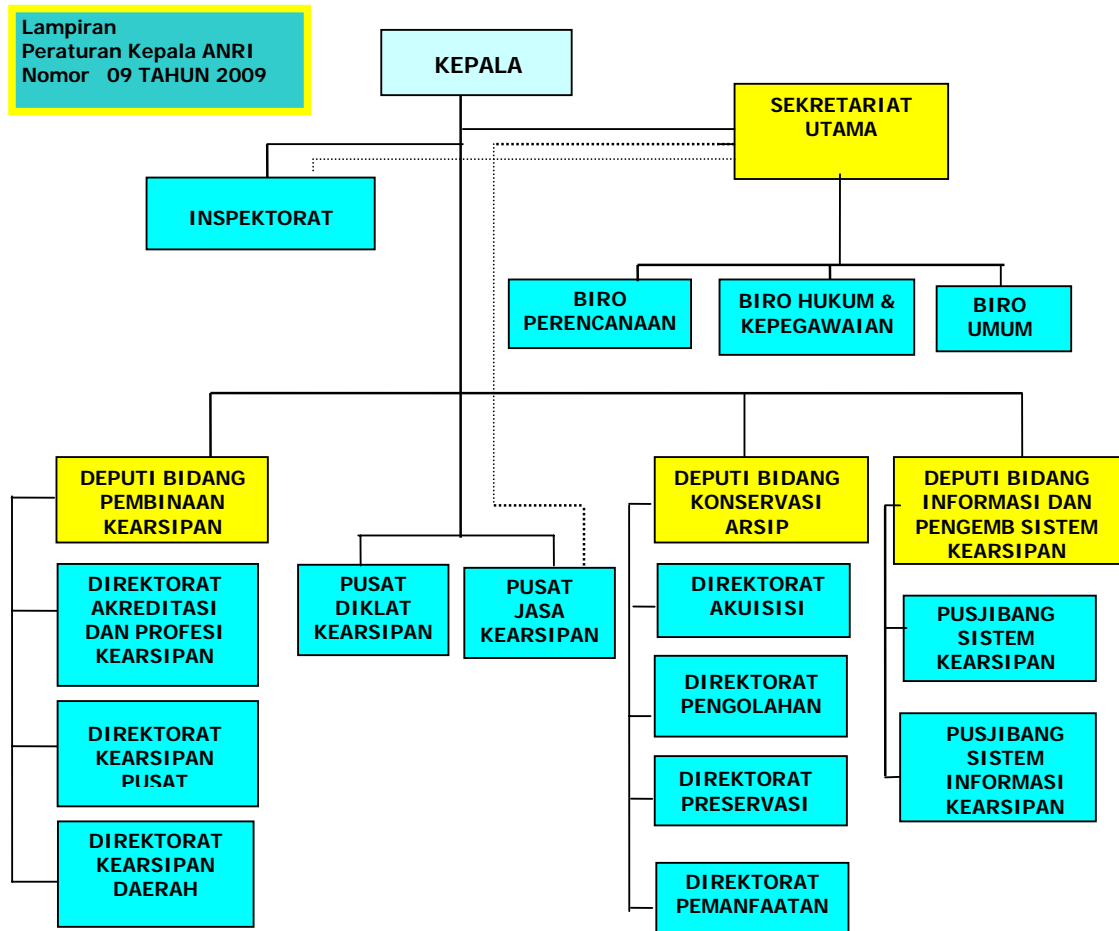 Lampiran
Peraturan Kepala ANRI
Nomor 09 TAHUN 2009
KEPALA
SEKRETARIAT
UTAMA
INSPEKTORAT
BIRO
PERENCANAAN
BIRO HUKUM &
KEPEGAWAIAN
BIRO
UMUM
DEPUTI BIDANG
PEMBINAAN
KEARSIPAN
DEPUTI BIDANG
KONSERVASI
ARSIP
DEPUTI BIDANG
INFORMASI DAN
PENGEMB SISTEM
KEARSIPAN
DIREKTORAT
AKREDITASI
DAN PROFESI
KEARSIPAN
DIREKTORAT
KEARSIPAN
PUSAT
DIREKTORAT
KEARSIPAN
DAERAH
PUSAT
DIKLAT
KEARSIPAN
PUSAT
JASA
KEARSIPAN
DIREKTORAT
AKUISISI
DIREKTORAT
PENGOLAHAN
DIREKTORAT
PRESERVASI
DIREKTORAT
PEMANFAATAN
PUSJIBANG
SISTEM
KEARSIPAN
PUSJIBANG
SISTEM
INFORMASI
KEARSIPAN